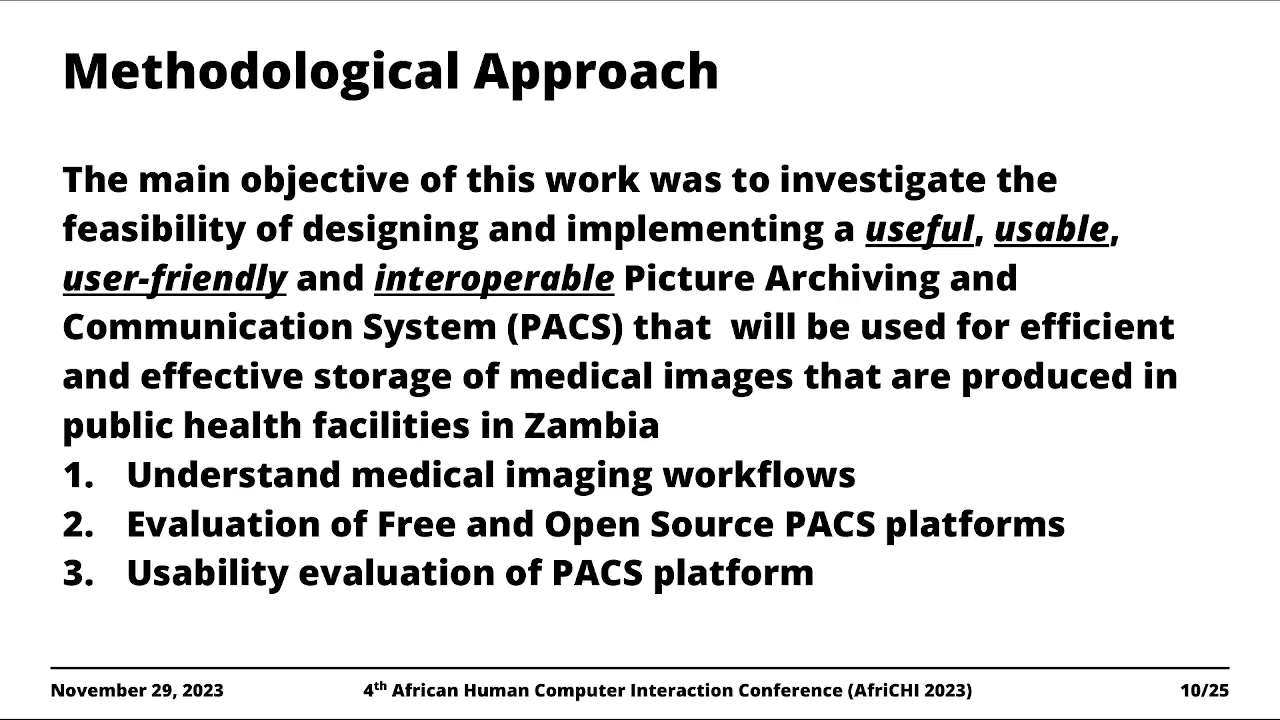 Methodological Approach
The main objective of this work was to investigate the
feasibility of designing and implementing a useful, usable,
user-friendly and interoperable Picture Archiving and
Communication System (PACS) that  will be used for efficient
and effective storage of medical images that are produced in
public health facilities in Zambia
1. Understand medical imaging workflows
2. Evaluation of Free and Open Source PACS platforms
3. Usability evaluation of PACS platform
November 29, 2023 4th African Human Computer Interaction Conference (AfriCHI 2023) 10/25